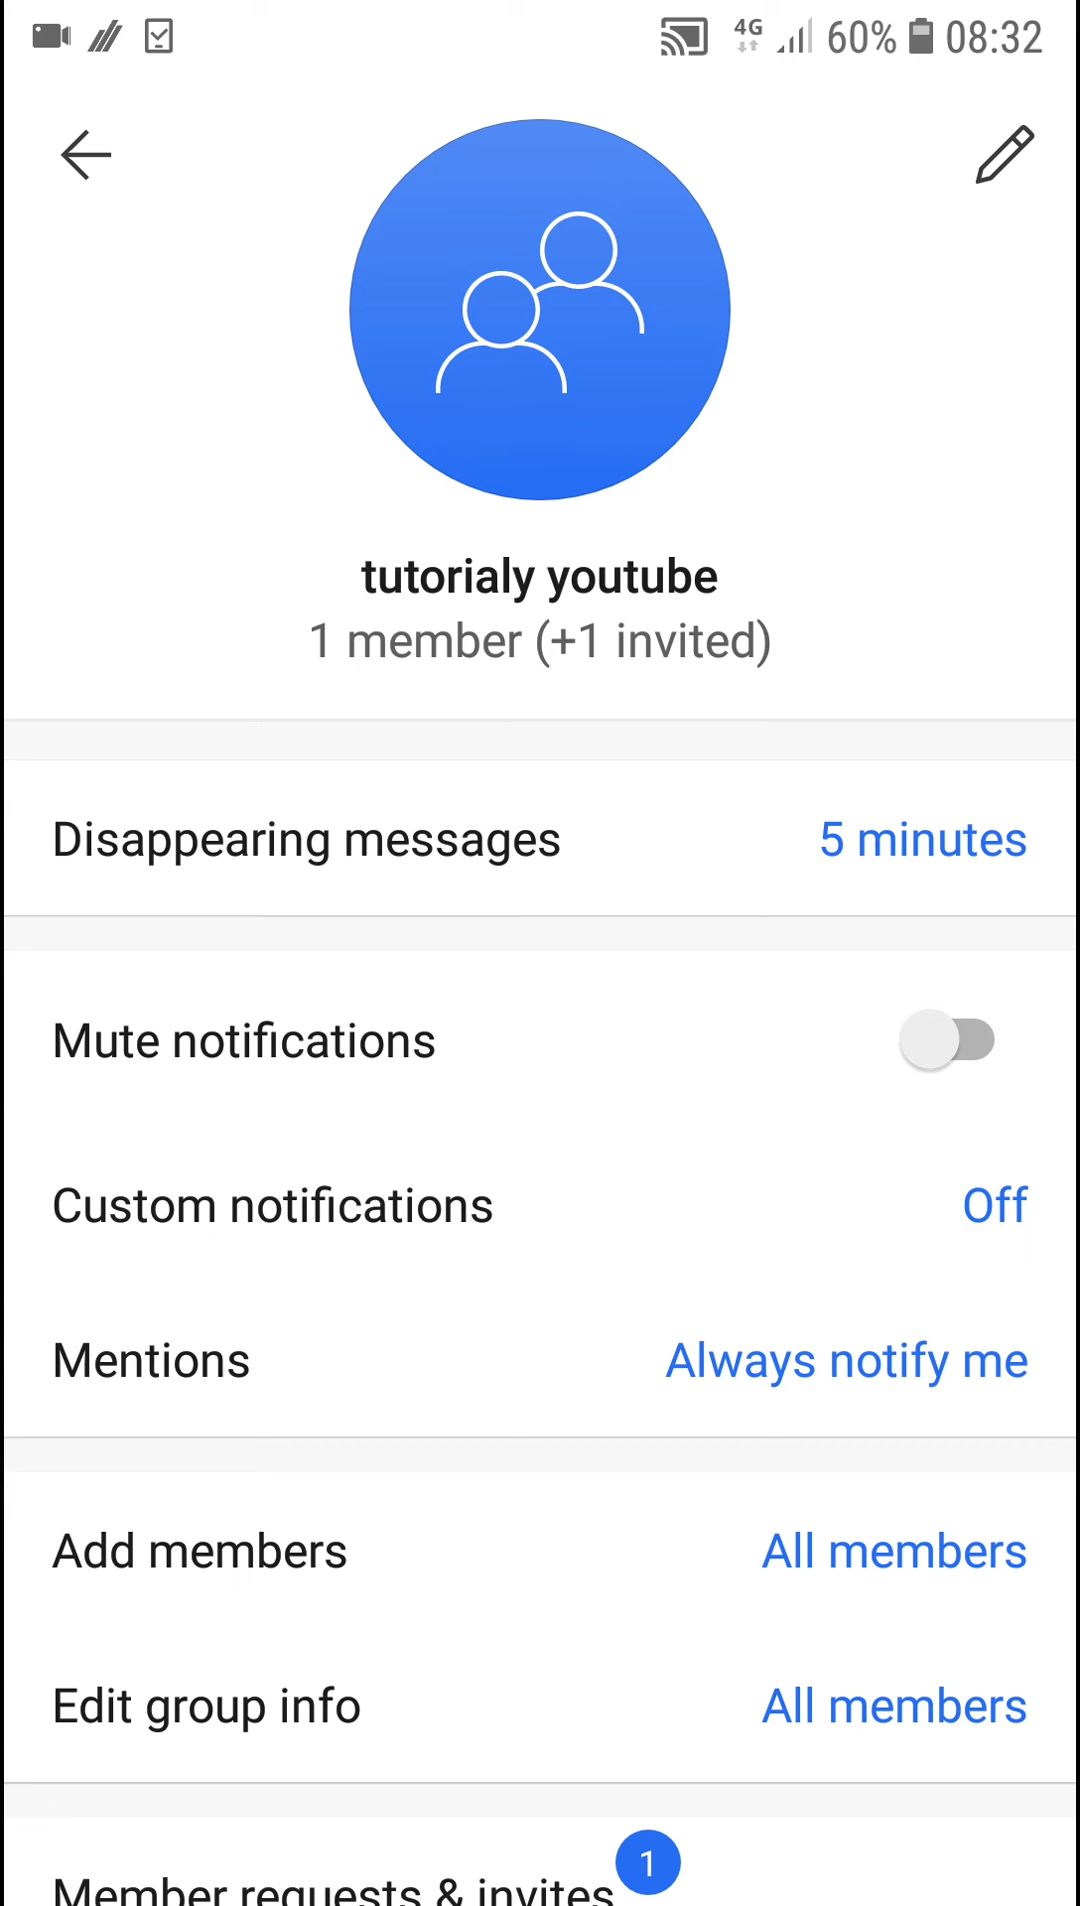 4G 60% 08:32
tutorialy youtube
1 member (+1 invited)
Disappearing messages 5 minutes
Mute notifications
Custom notifications Off
Mentions Always notify me
Add members All members
Edit group info All members
Member requests & invites 1